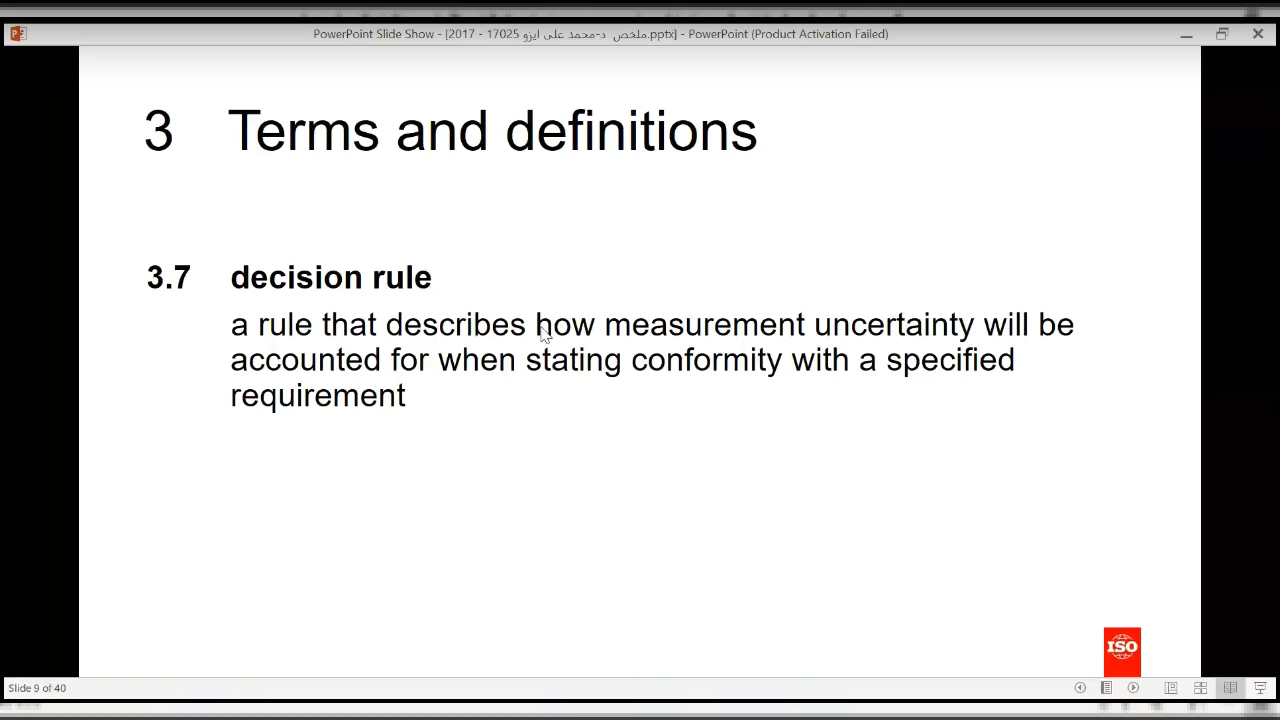 PowerPoint Slide Show - [2017 - 17025 ملخص د-محمد على ايزو.pptx] - PowerPoint (Product Activation Failed)
3 Terms and definitions
3.7 decision rule
a rule that describes how measurement uncertainty will be
accounted for when stating conformity with a specified
requirement
ISO
Slide 9 of 40